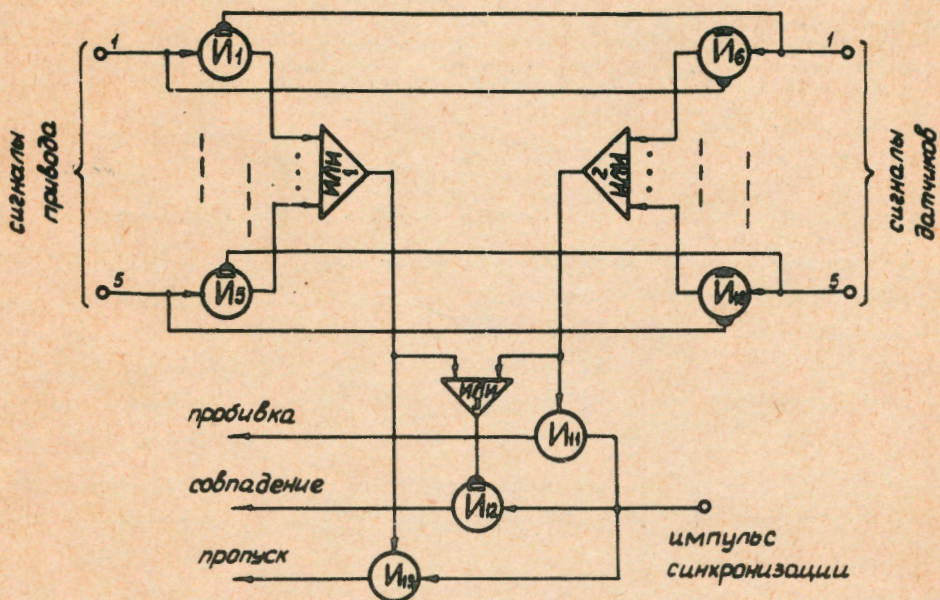 1
И1
И6
1
сигналы
привода
ИЛИ
1
ИЛИ
2
сигналы
датчиков
5
И5
И10
5
ИЛИ
пробивка
И11
совпадение
И12
импульс
синхронизации
пропуск
И13